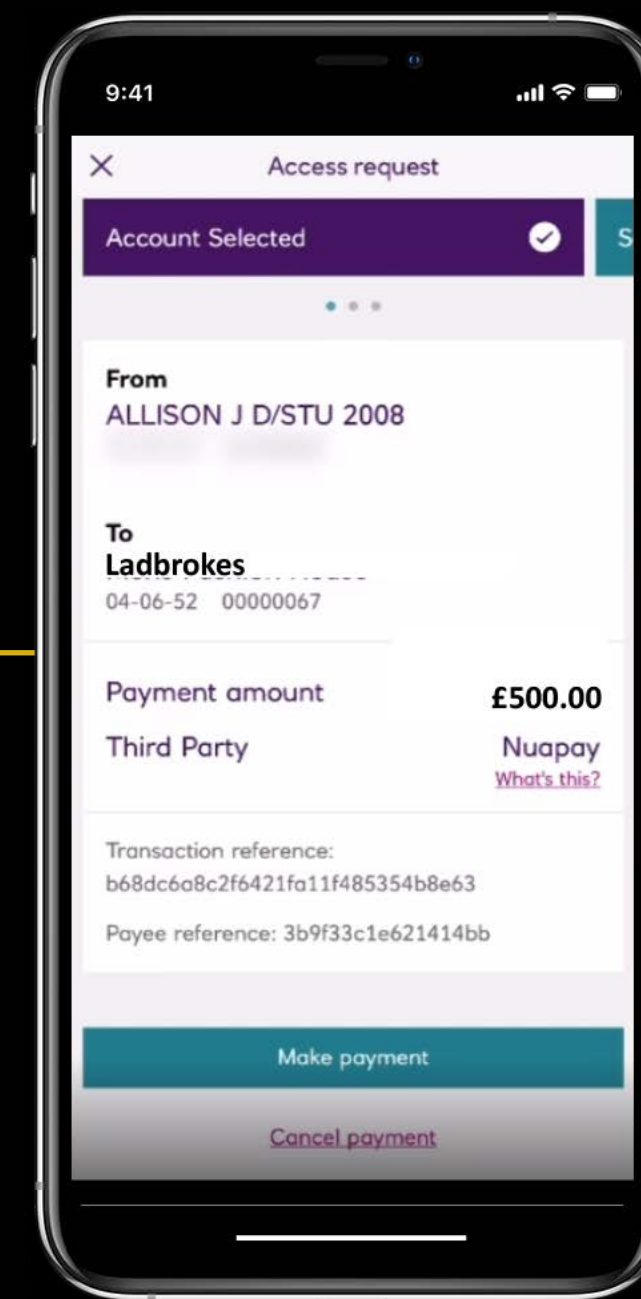 9:41
Access request
Account Selected
S
From
ALLISON J D/STU 2008
To
Ladbrokes
04-06-52 00000067
Payment amount £500.00
Third Party Nuapay
What's this?
Transaction reference:
b68dc6a8c2f6421fa11f485354b8e63
Payee reference: 3b9f33c1e621414bb
Make payment
Cancel payment